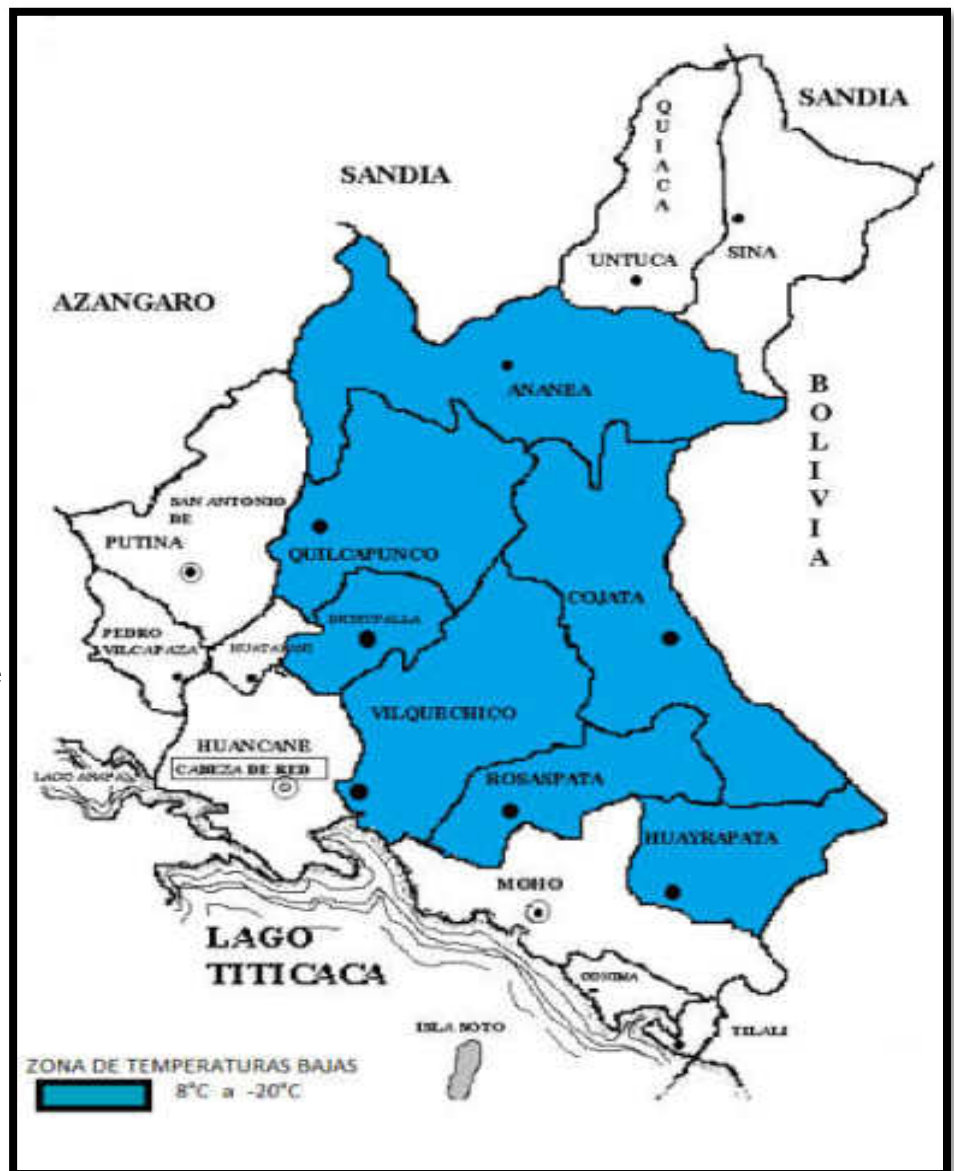 SANDIA
QUIACA
SANDIA
UNTUCA
SINA
AZANGARO
ANANEA
BOLIVIA
SAN ANTONIO
DE
PUTINA
QUILCAPUNCO
COJATA
PEDRO
VILCAPAZA
VILQUECHICO
HUANCANE
CABEZA DE RED
ROSASPATA
HUAYRAPATA
MOHO
LAGO
TITICACA
CONIMA
ISLA SOTO
TILALI
ZONA DE TEMPERATURAS BAJAS
8°C a -20°C